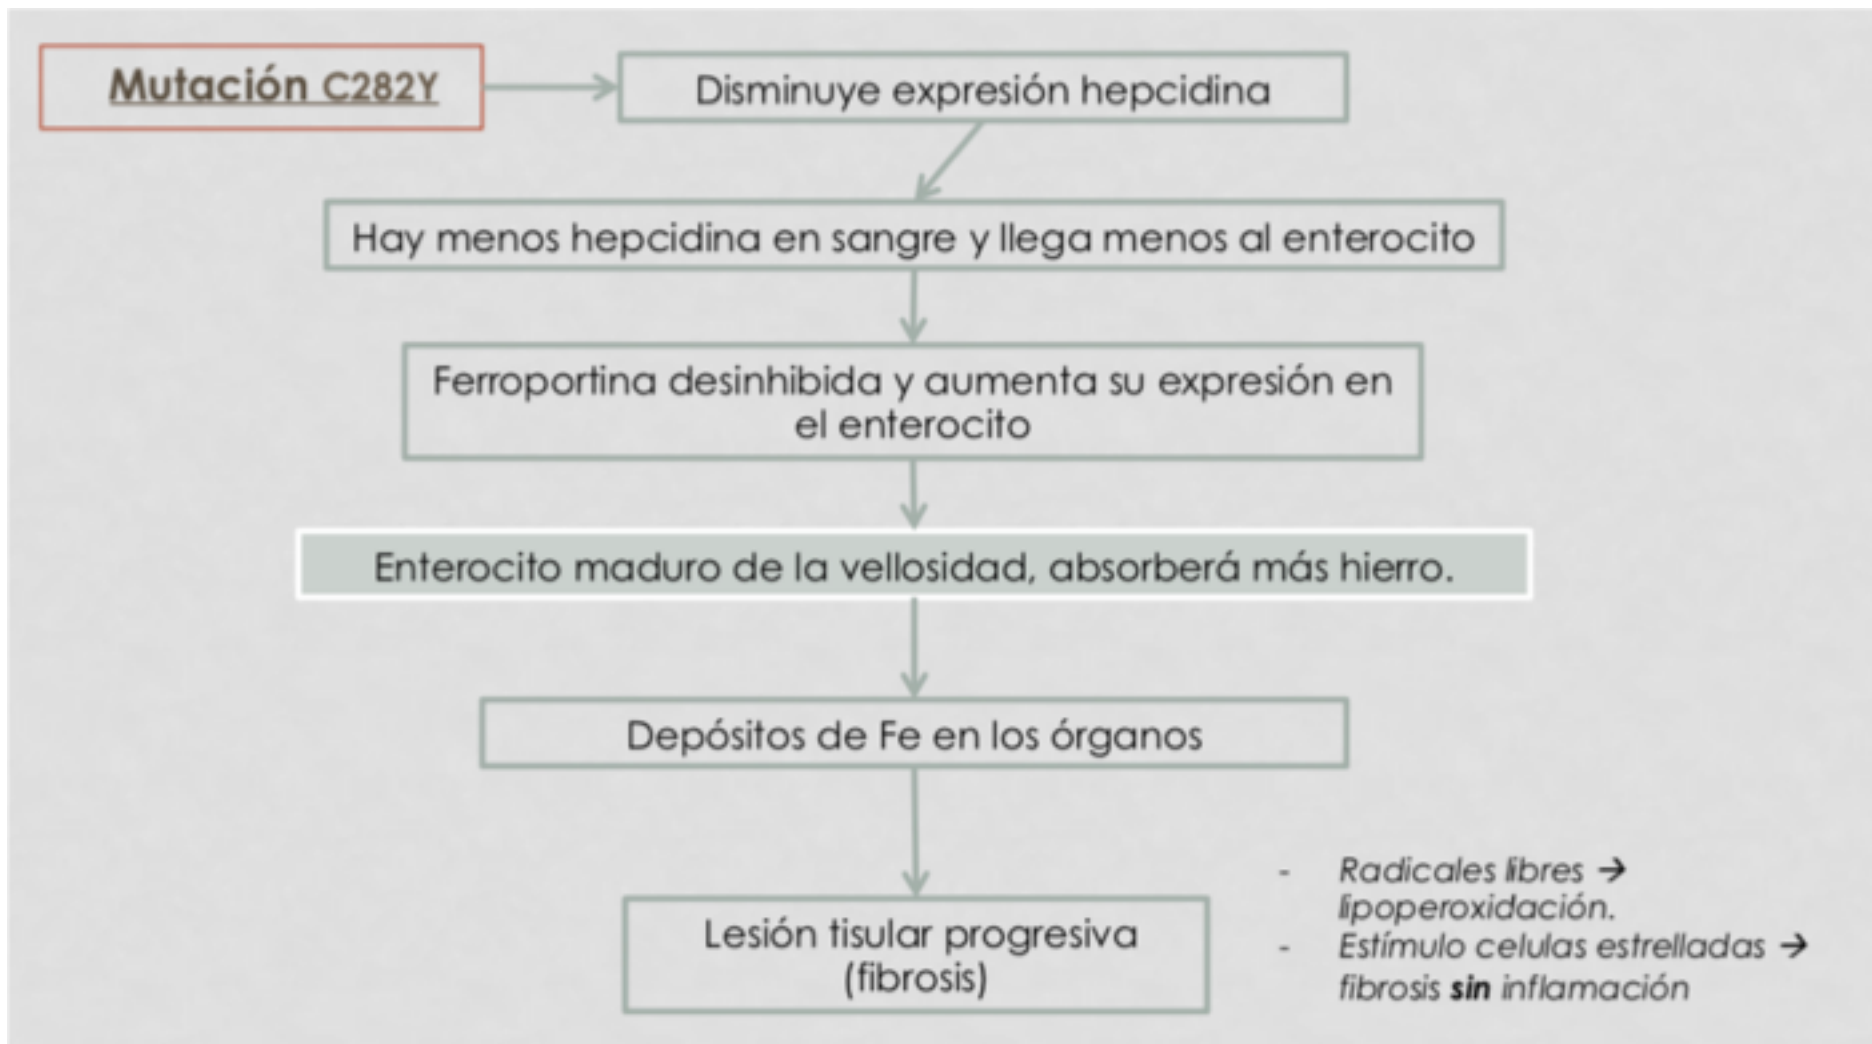 Mutación C282Y
Disminuye expresión hepcidina
Hay menos hepcidina en sangre y llega menos al enterocito
Ferroportina desinhibida y aumenta su expresión en
el enterocito
Enterocito maduro de la vellosidad, absorberá más hierro.
Depósitos de Fe en los órganos
Lesión tisular progresiva
(fibrosis)
- Radicales libres →
lipoperoxidación.
- Estímulo celulas estrelladas →
fibrosis sin inflamación